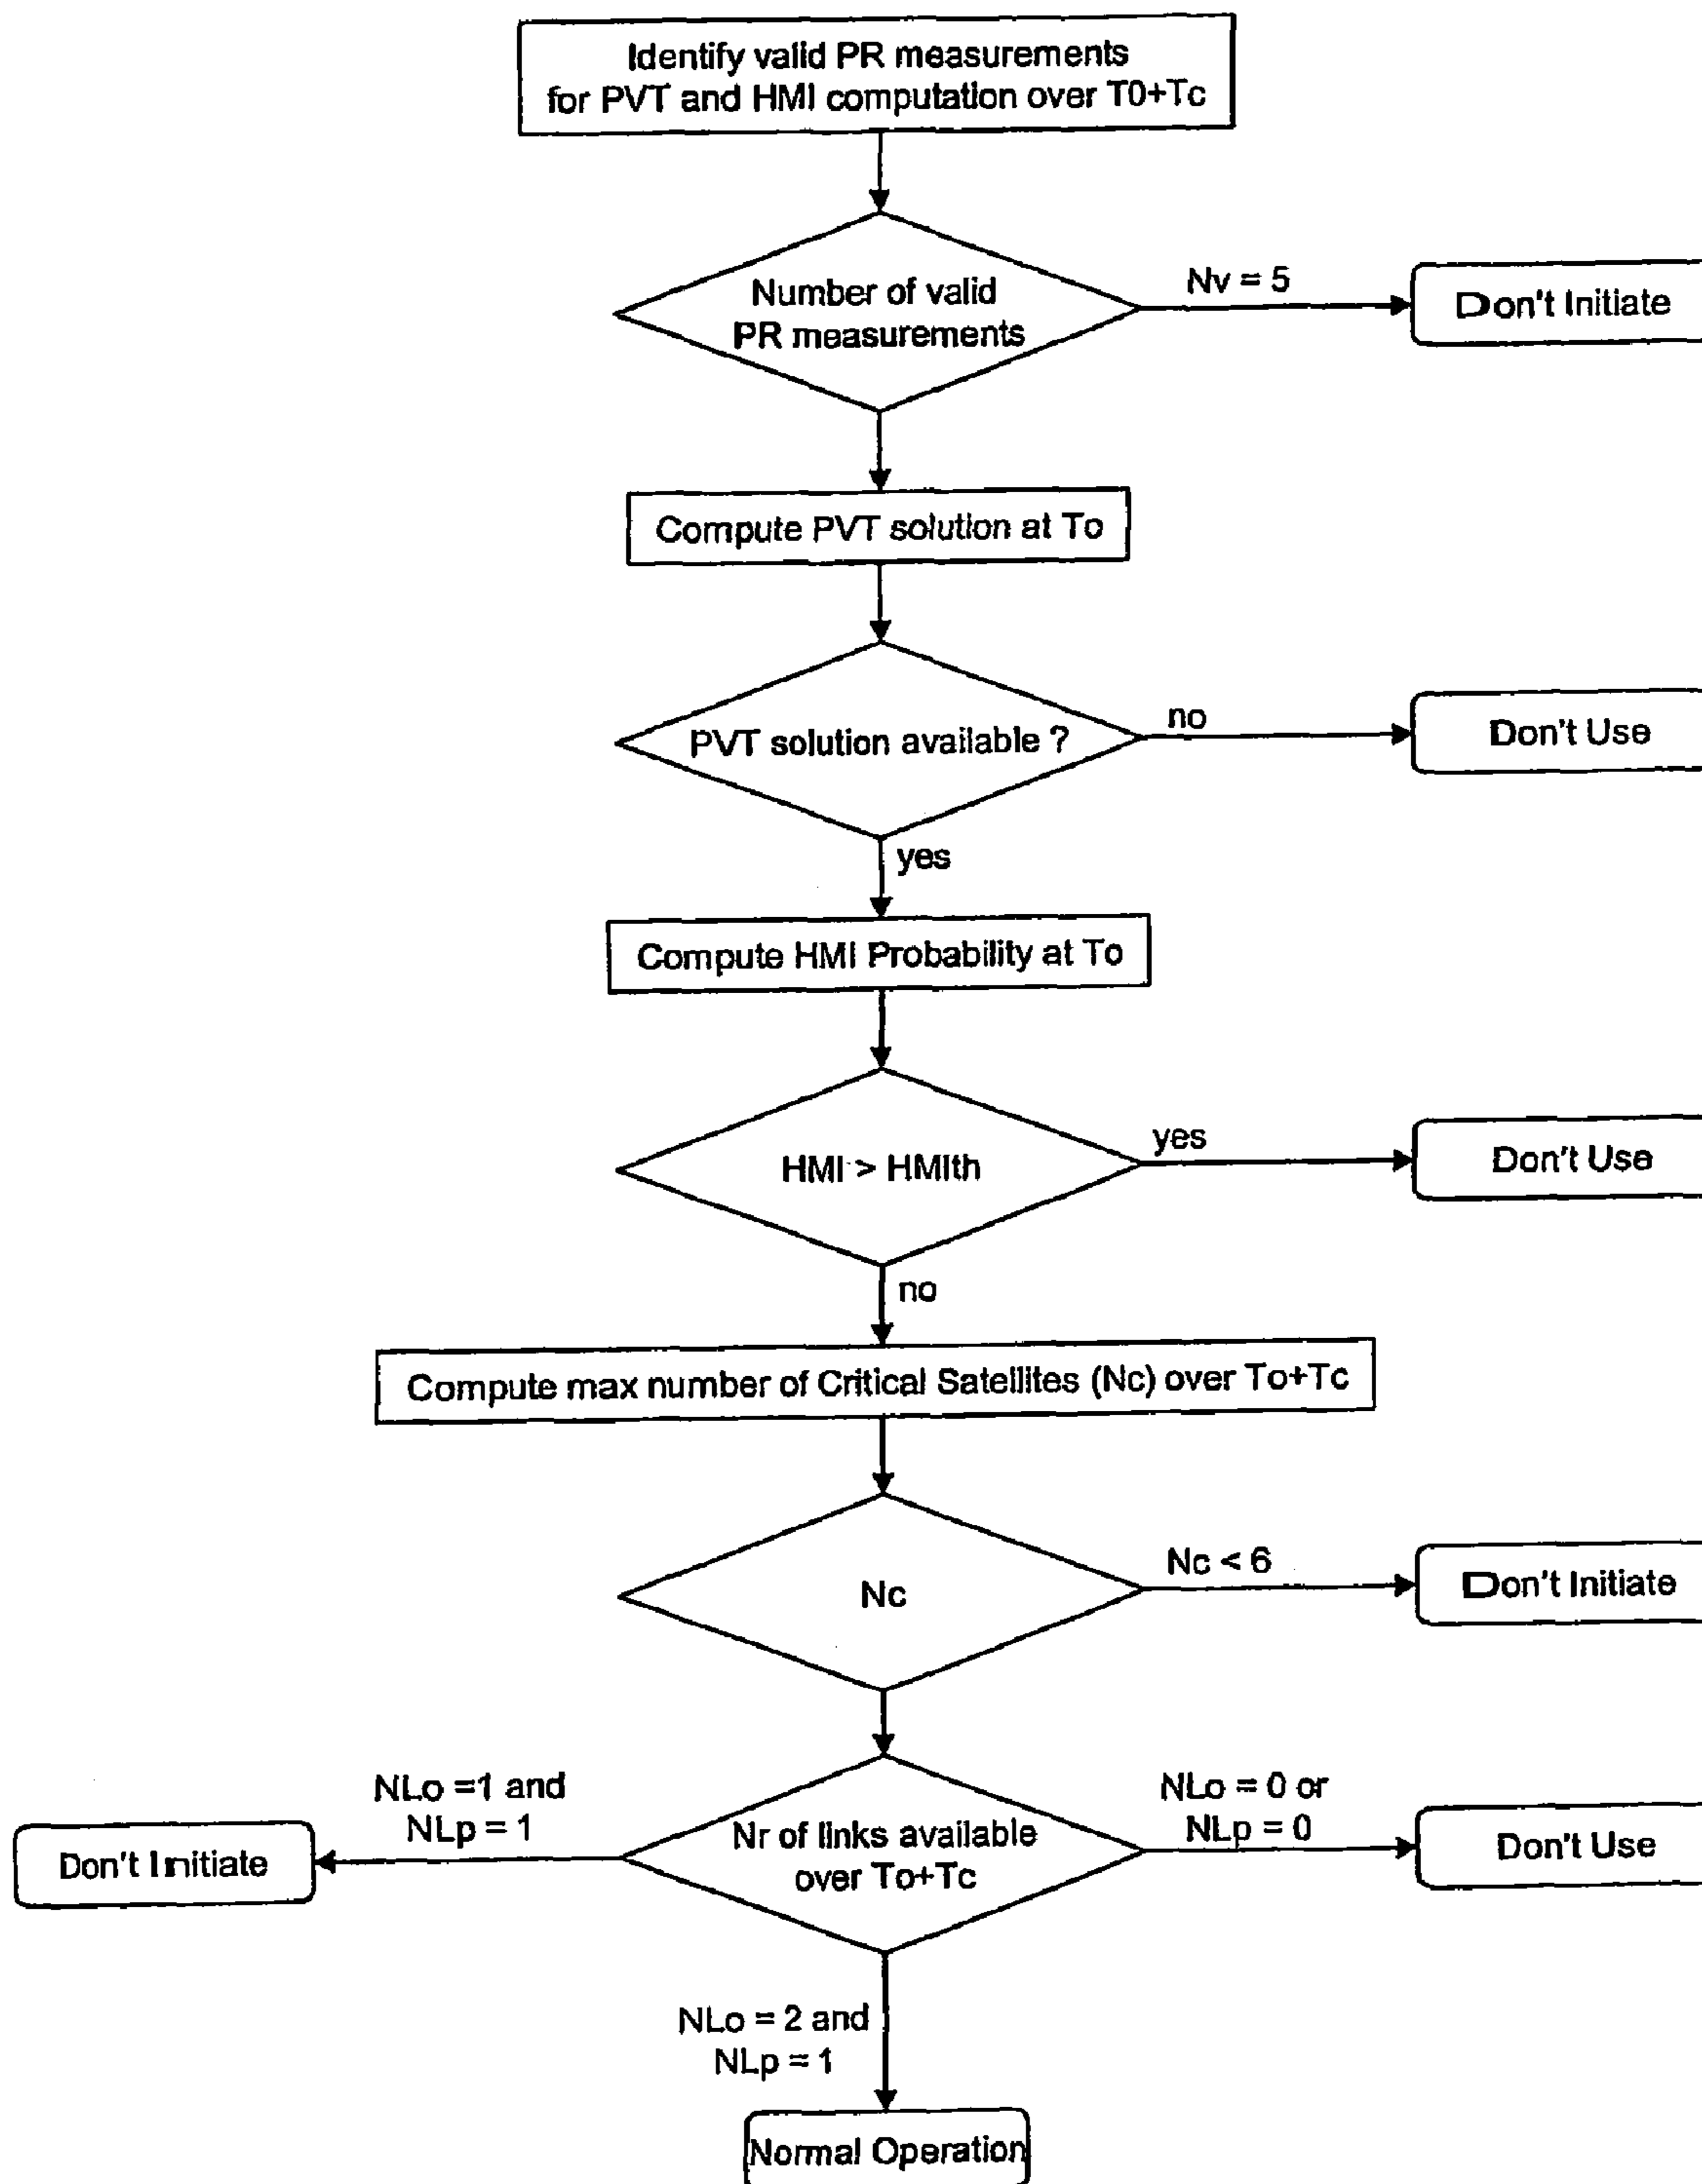 Identify valid PR measurements
for PVT and HMI computation over T0+Tc
Number of valid
PR measurements
Nv = 5
Don't Initiate
Compute PVT solution at To
PVT solution available ?
no
Don't Use
yes
Compute HMI Probability at To
HMI > HMIth
yes
Don't Use
no
Compute max number of Critical Satellites (Nc) over To+Tc
Nc
Nc < 6
Don't Initiate
NLo =1 and
NLp = 1
Don't Initiate
Nr of links available
over To+Tc
NLo = 0 or
NLp = 0
Don't Use
NLo = 2 and
NLp = 1
Normal Operation